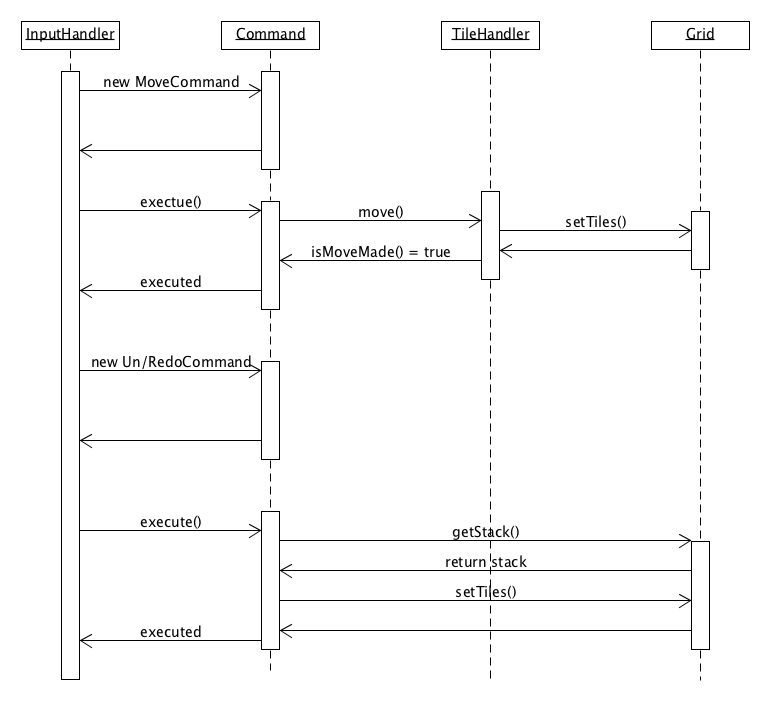 InputHandler
Command
TileHandler
Grid
new MoveCommand
exectue()
move()
setTiles()
isMoveMade() = true
executed
new Un/RedoCommand
execute()
getStack()
return stack
setTiles()
executed